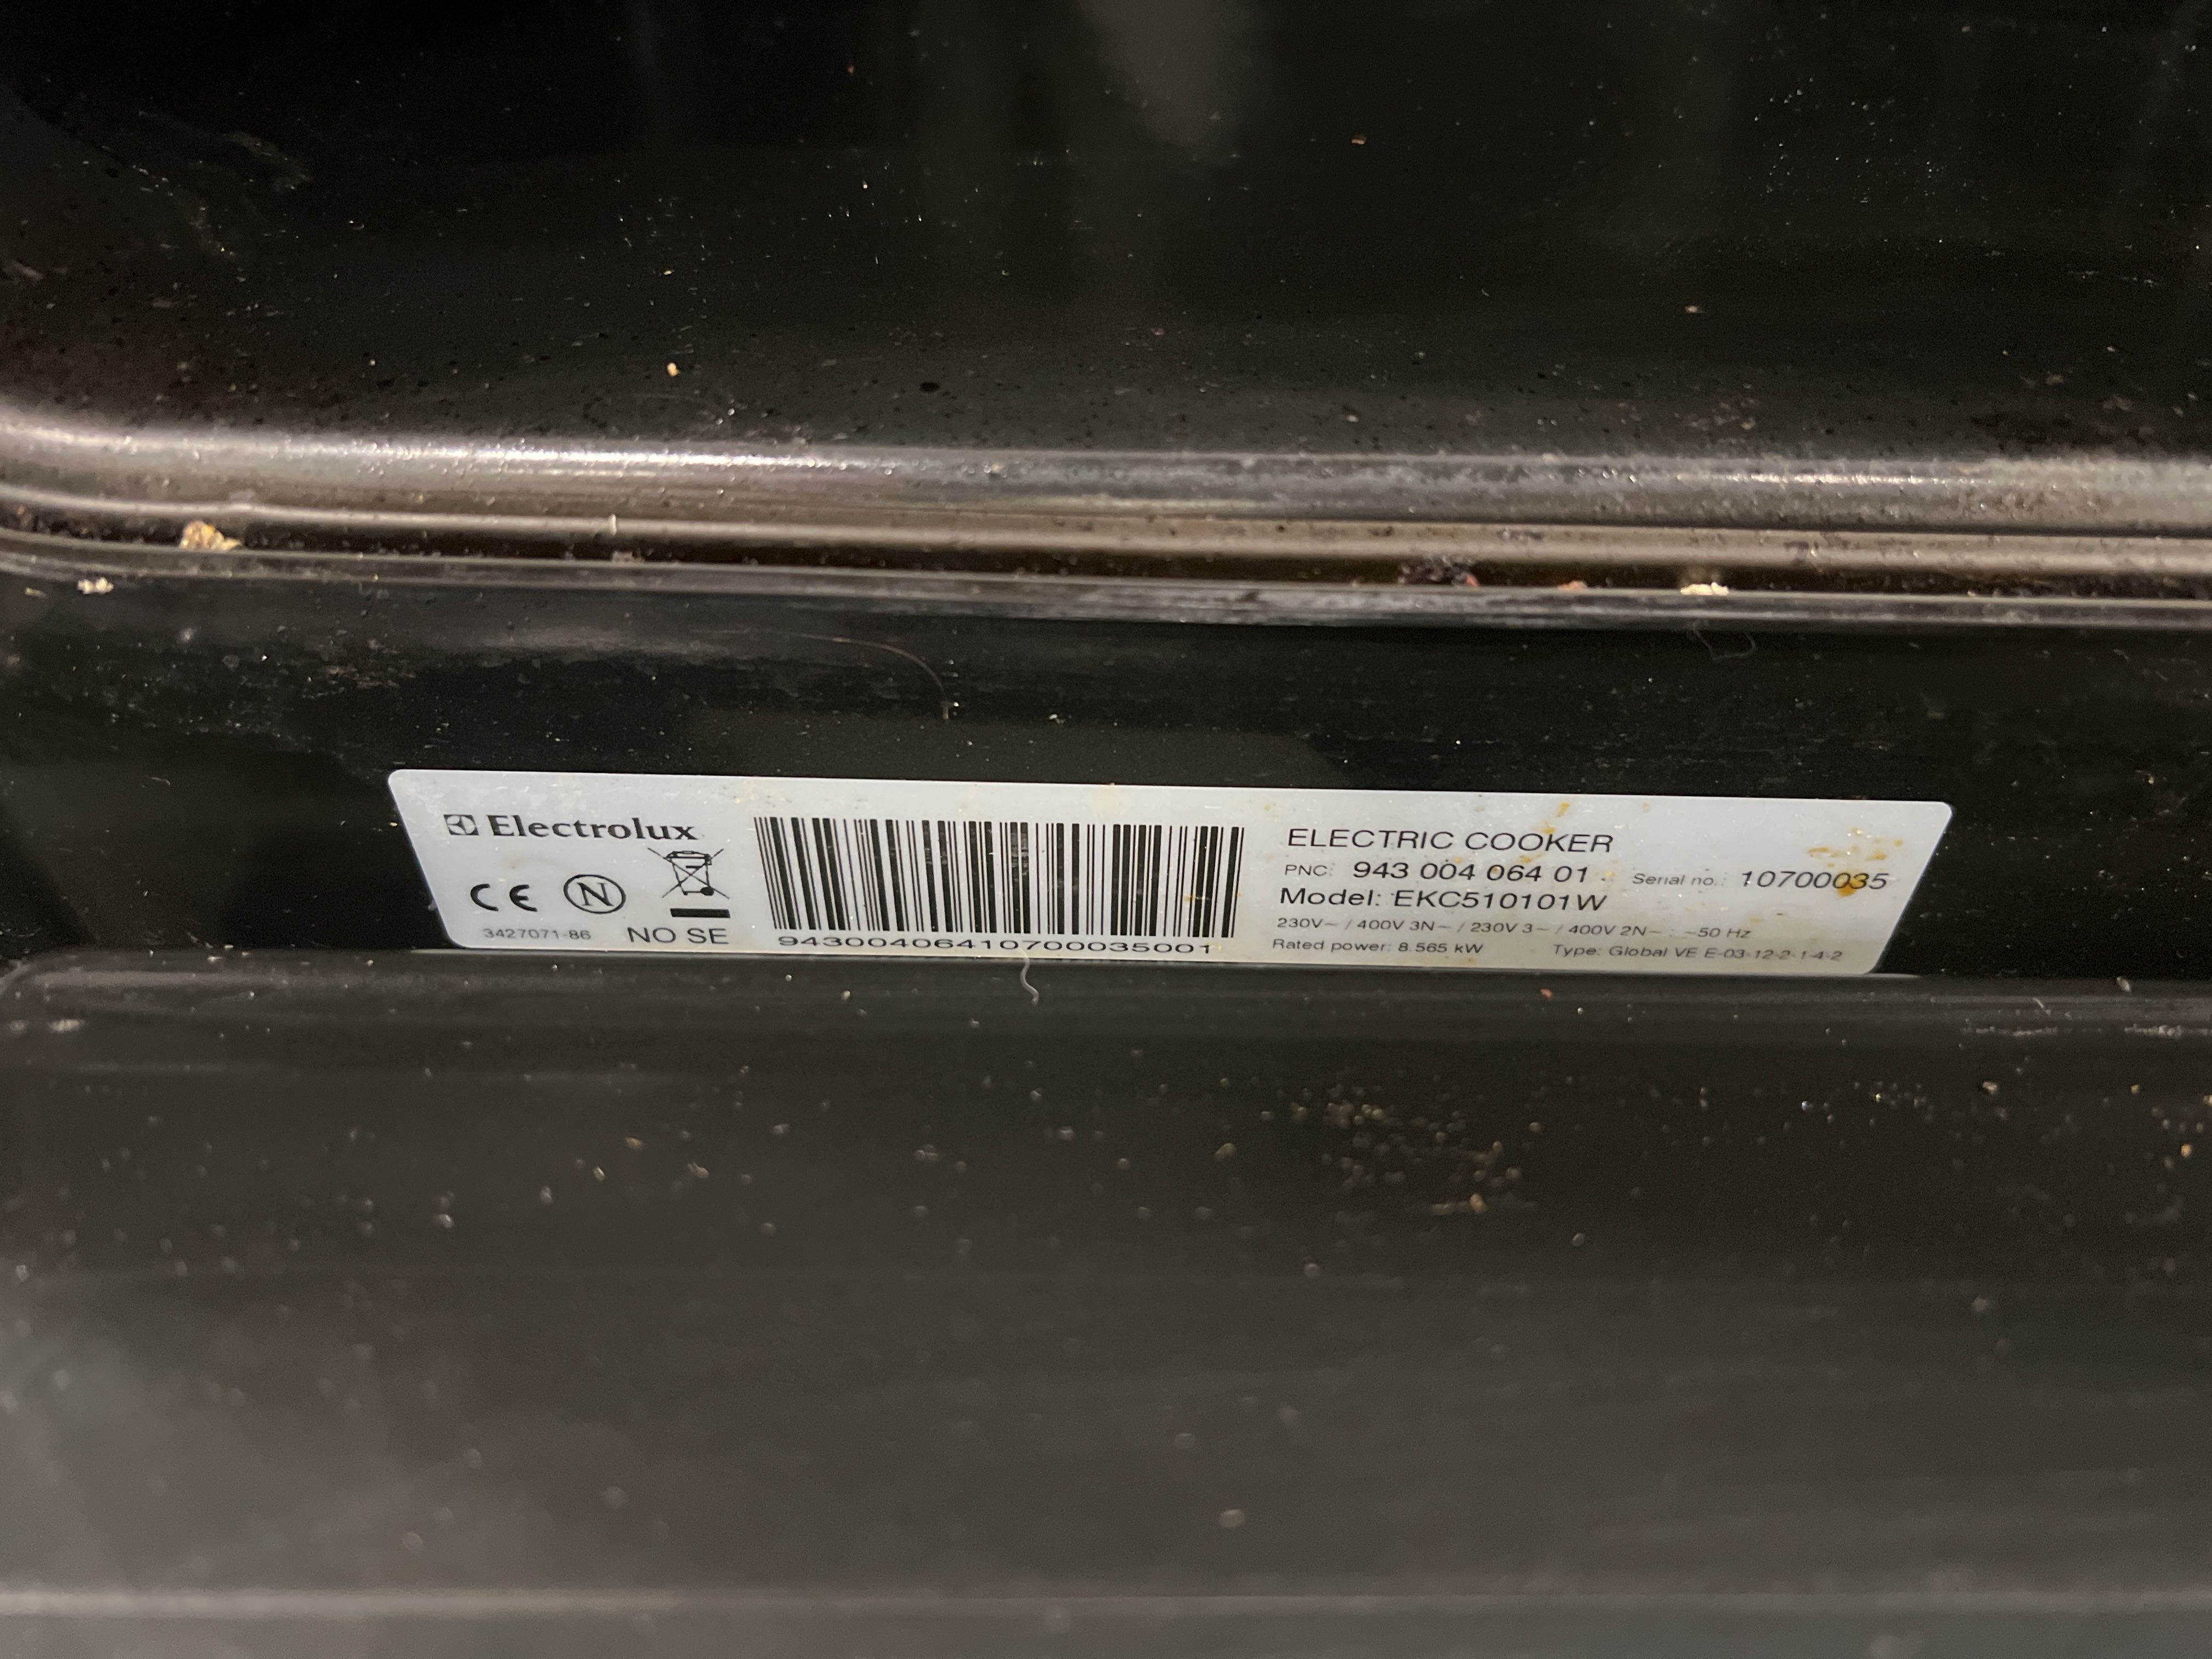 Electrolux
CE N
3427071-86 NO SE
94300406410700035001
ELECTRIC COOKER
PNC: 943 004 064 01 Serial no.: 10700035
Model: EKC510101W
230V~ / 400V 3N~ / 230V 3~ / 400V 2N~ : ~50 Hz
Rated power: 8.565 kW Type: Global VE E-03-12-2-1-4-2